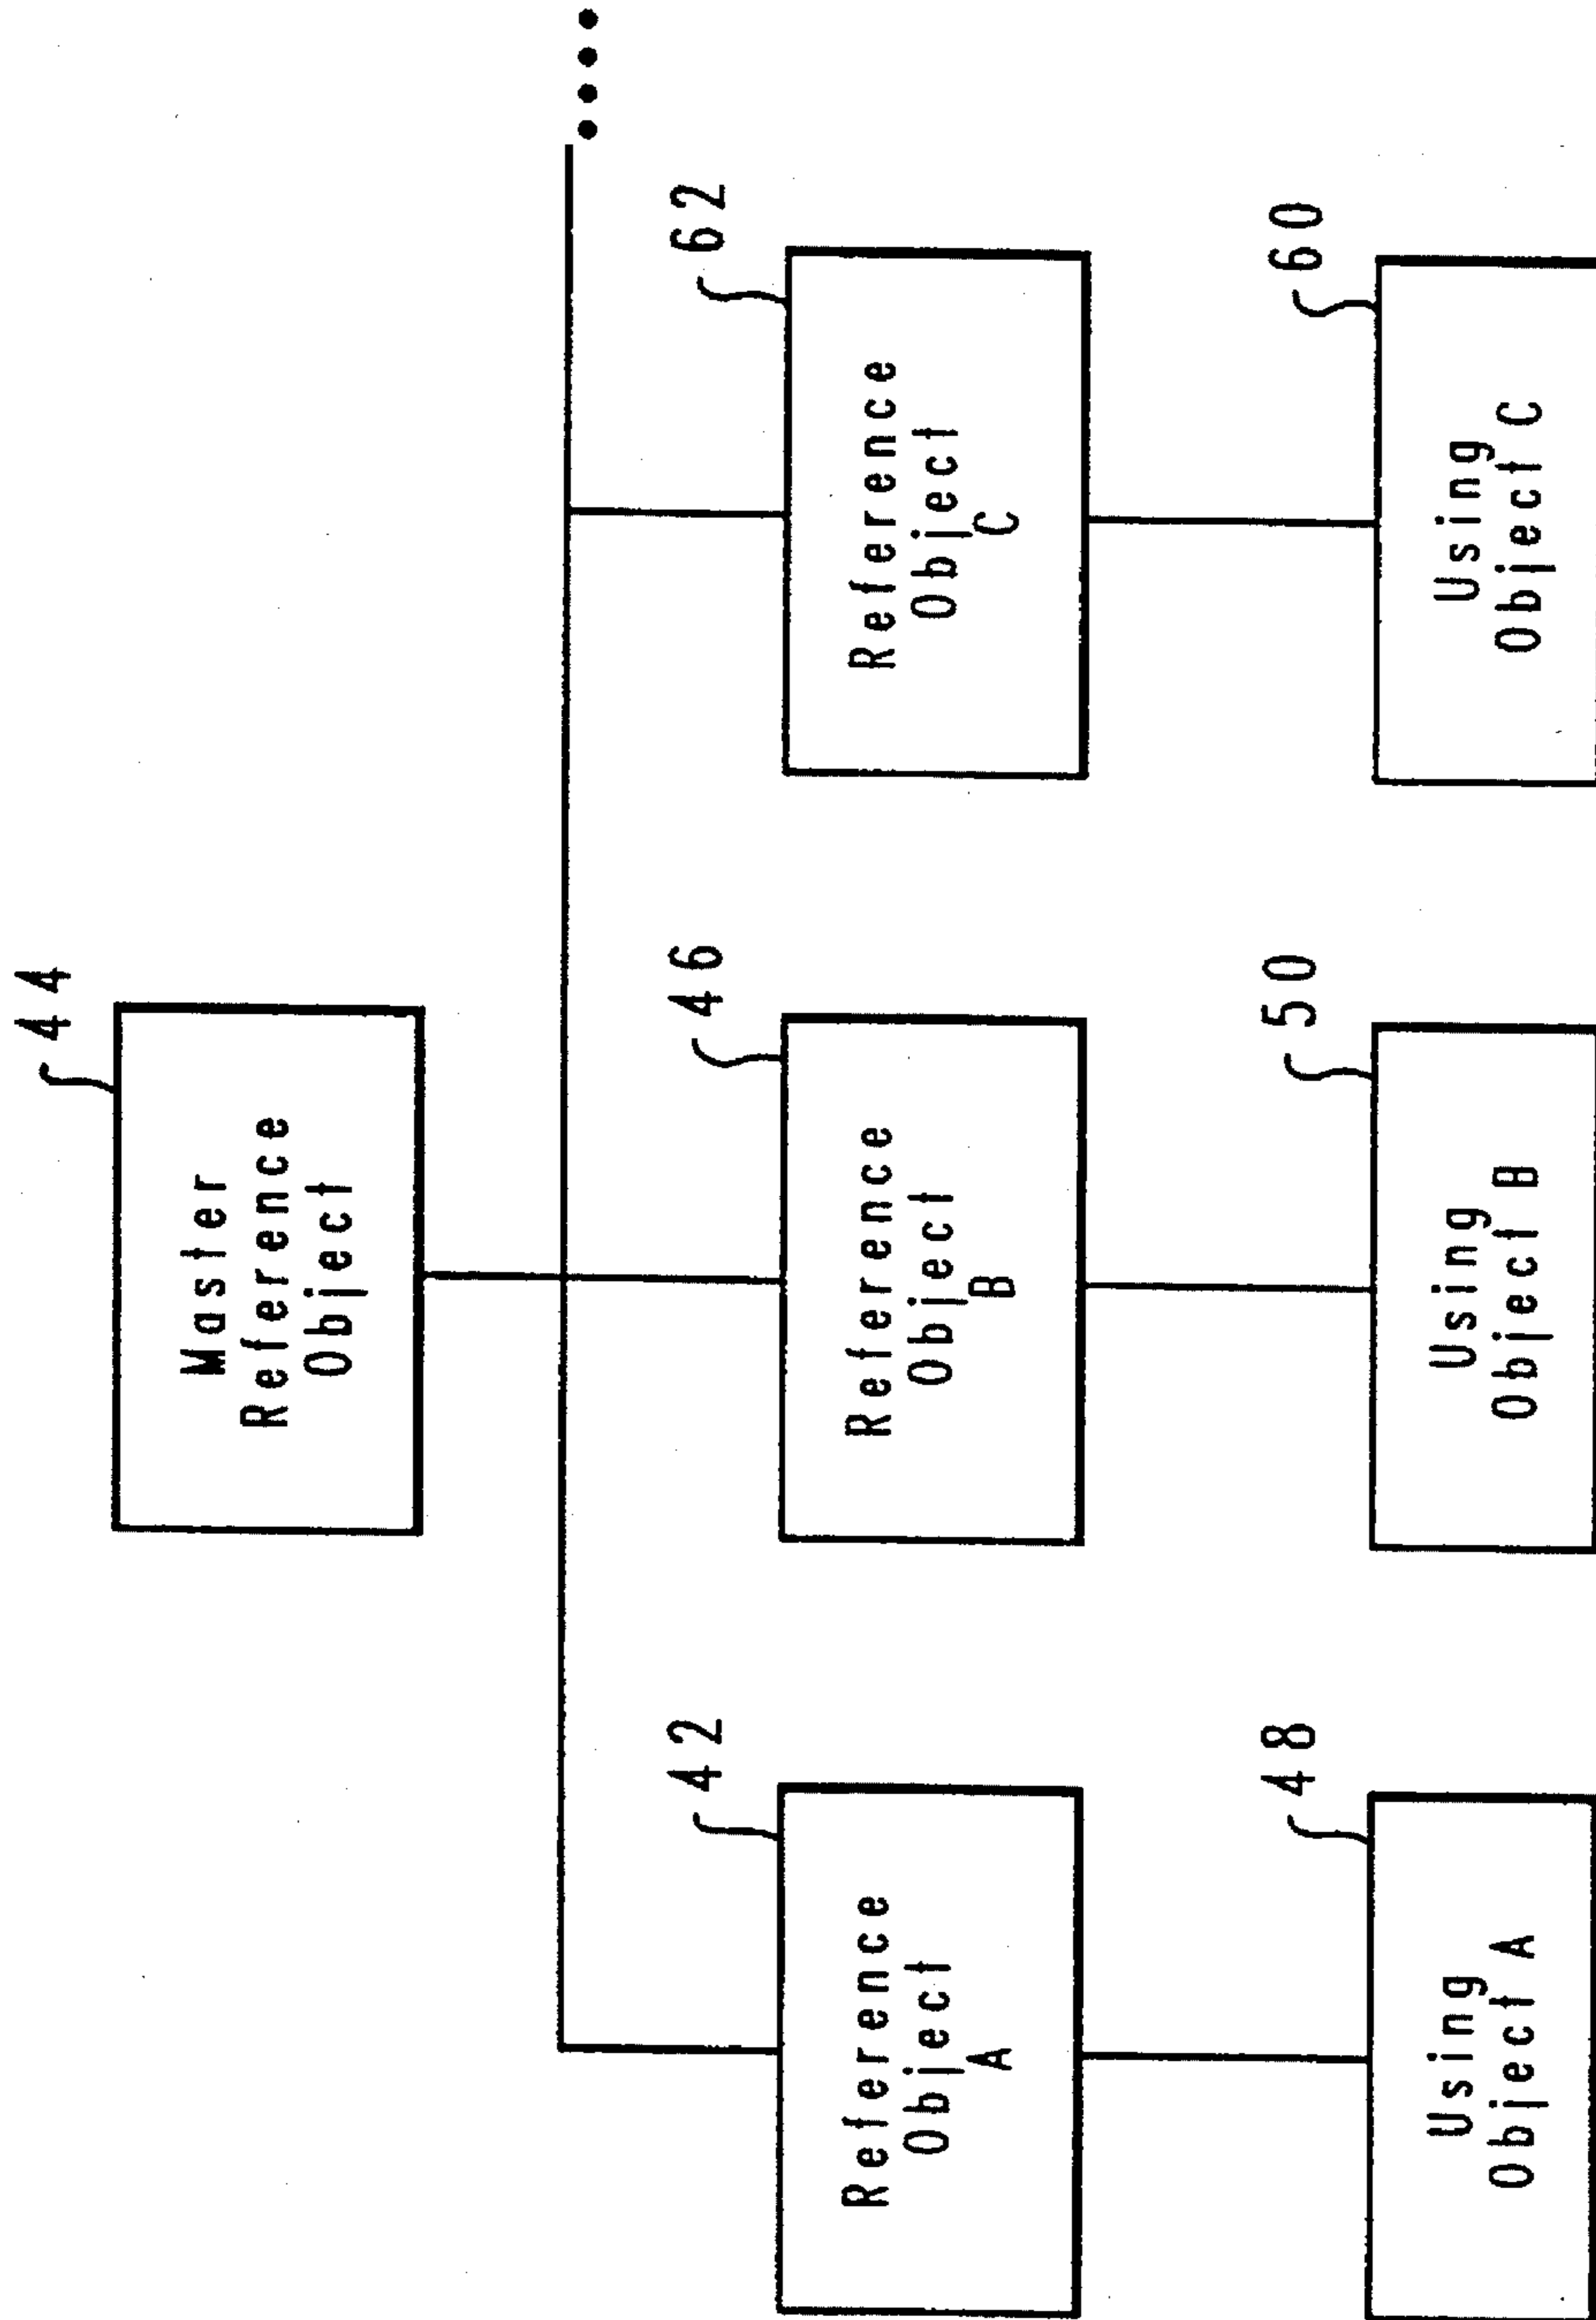 44
Master
Reference
Object
42
Reference
Object
A
46
Reference
Object
B
62
Reference
Object
C
48
Using
Object A
50
Using
Object B
60
Using
Object C